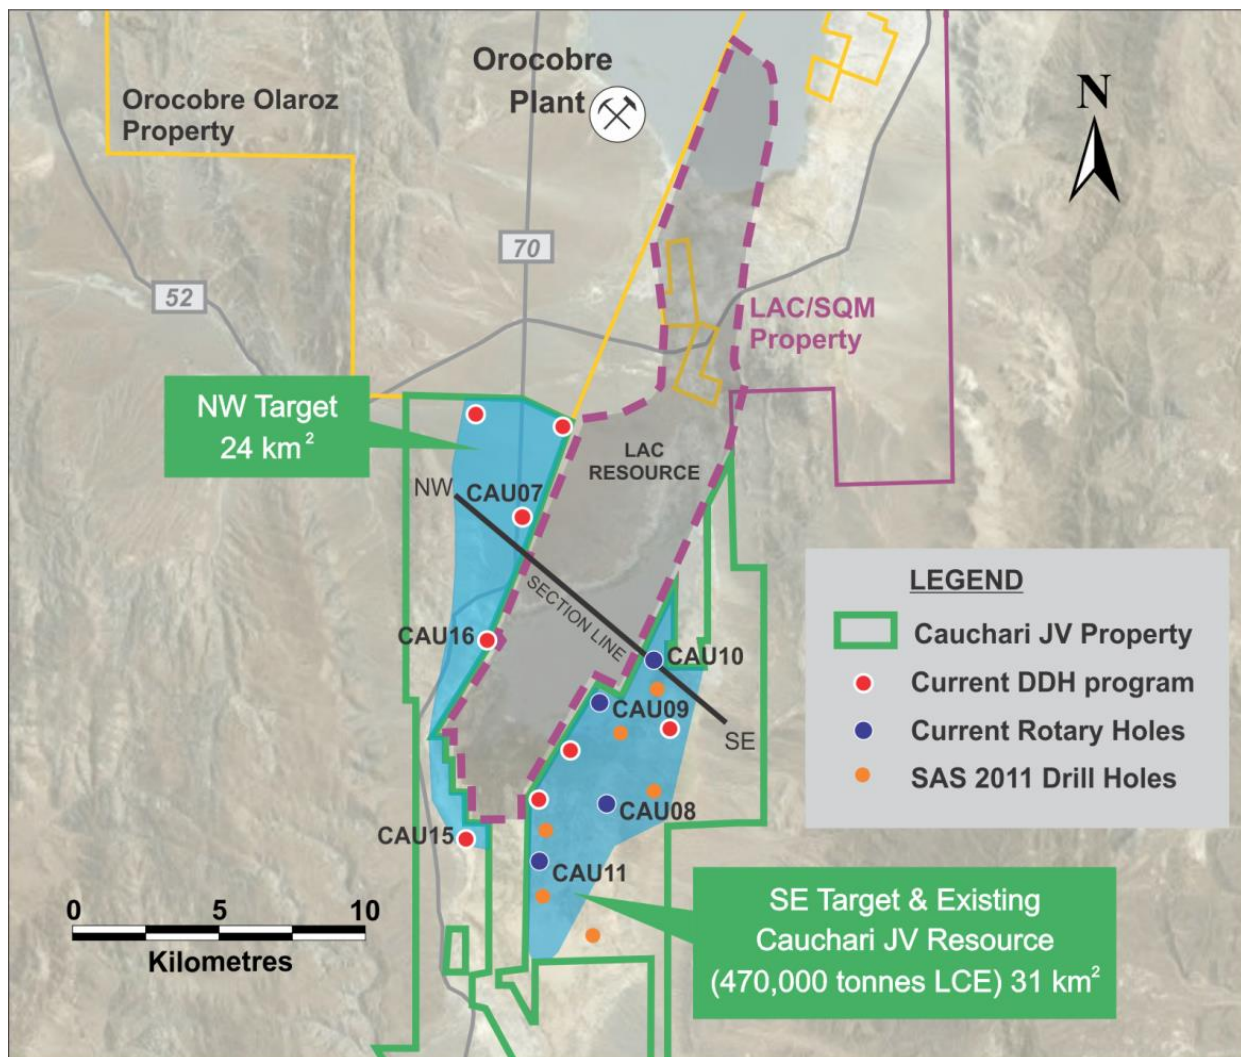 Orocobre
Plant
Orocobre Olaroz
Property
N
70
52
LAC/SQM
Property
NW Target
24 km²
LAC
RESOURCE
NW
CAU07
SECTION LINE
CAU16
CAU10
CAU09
SE
CAU08
CAU15
CAU11
LEGEND
Cauchari JV Property
Current DDH program
Current Rotary Holes
SAS 2011 Drill Holes
0 5 10
Kilometres
SE Target & Existing
Cauchari JV Resource
(470,000 tonnes LCE) 31 km²